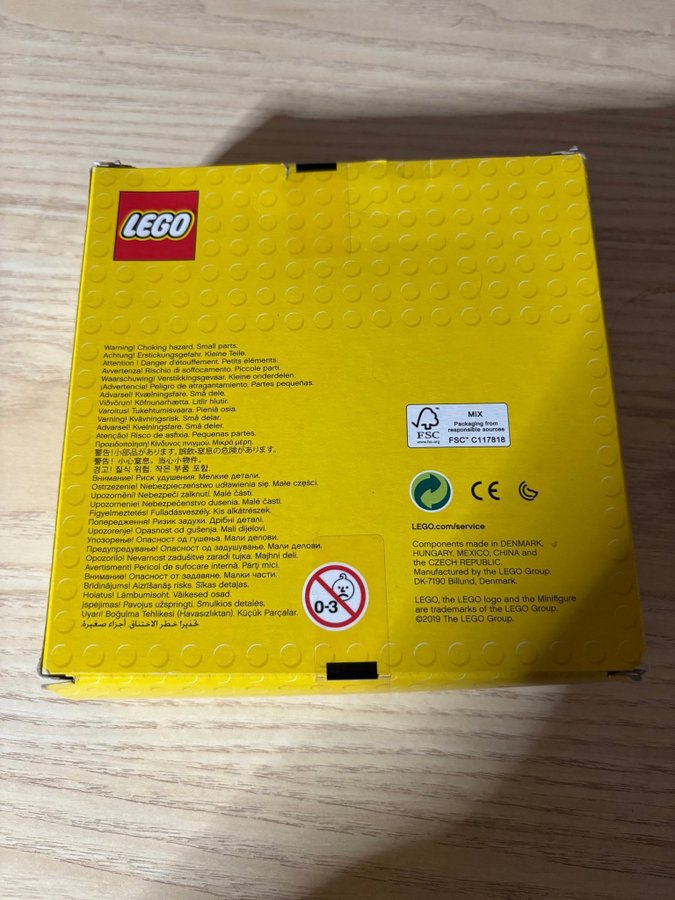 LEGO
Warning! Choking hazard. Small parts.
Achtung! Erstickungsgefahr. Kleine Teile.
Attention ! Danger d'étouffement. Petits éléments.
Avvertenza! Rischio di soffocamento. Piccole parti.
Waarschuwing! Verstikkingsgevaar. Kleine onderdelen.
¡Advertencia! Peligro de atragantamiento. Partes pequeñas.
Advarsel! Kvælningsfare. Små dele.
Viðvörun! Köfnunarhætta. Litlir hlutir.
Varoitus! Tukehtumisvaara. Pieniä osia.
Varning! Kvävningsrisk. Små delar.
Advarsel! Kvelningsfare. Små deler.
Atenção! Risco de asfixia. Pequenas partes.
Προειδοποίηση! Κίνδυνος πνιγμού. Μικρά μέρη.
警告!小部品があります。誤飲・窒息の危険があります。
警告! 小心窒息。当心小物件。
경고! 질식 위험. 작은 부품 포함.
Внимание! Риск удушения. Мелкие детали.
Ostrzeżenie! Niebezpieczeństwo udławienia się. Małe części.
Upozornění! Nebezpečí zalknutí. Malé části.
Upozornenie! Nebezpečenstvo dusenia. Malé časti.
Figyelmeztetés! Fulladásveszély. Kis alkatrészek.
Попередження! Ризик задухи. Дрібні деталі.
Upozorenje! Opasnost od gušenja. Mali dijelovi.
Упозорење! Опасност од гушења. Мали делови.
Предупредување! Опасност од задушување. Мали делови.
Opozorilo! Nevarnost zadušitve zaradi tujka. Majhni deli.
Avertisment! Pericol de sufocare internă. Părţi mici.
Внимание! Опасност от задавяне. Малки части.
Brīdinājums! Aizrīšanās risks. Sīkas detaļas.
Hoiatus! Lämbumisoht. Väikesed osad.
Įspėjimas! Pavojus užspringti. Smulkios detalės.
Uyarı! Boğulma Tehlikesi (Havasızlıktan). Küçük Parçalar.
تحذير! خطر الاختناق. أجزاء صغيرة.
0-3
FSC
www.fsc.org
MIX
Packaging from
responsible sources
FSC™ C117818
CE
LEGO.com/service
Components made in DENMARK,
HUNGARY, MEXICO, CHINA and
the CZECH REPUBLIC.
Manufactured by the LEGO Group,
DK-7190 Billund, Denmark.
LEGO, the LEGO logo and the Minifigure
are trademarks of the LEGO Group.
©2019 The LEGO Group.